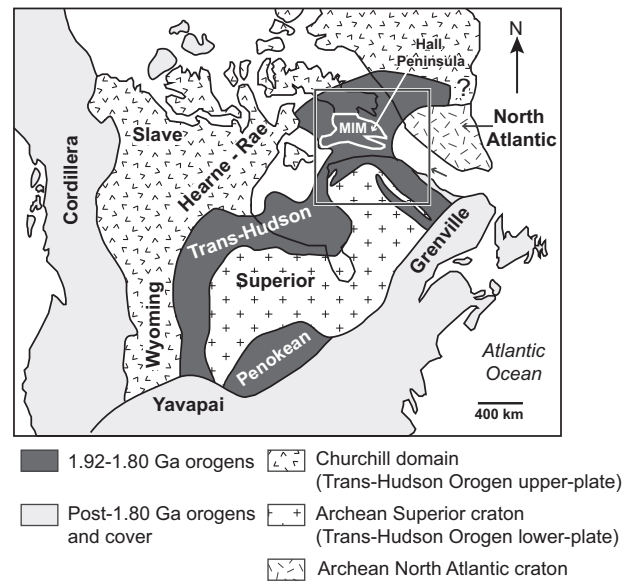 N
Hall
Peninsula
?
North
Atlantic
MIM
Slave
Hearne - Rae
Cordillera
Trans-Hudson
Grenville
Superior
Wyoming
Penokean
Atlantic
Ocean
Yavapai
400 km
1.92-1.80 Ga orogens
Churchill domain
(Trans-Hudson Orogen upper-plate)
Post-1.80 Ga orogens
and cover
Archean Superior craton
(Trans-Hudson Orogen lower-plate)
Archean North Atlantic craton